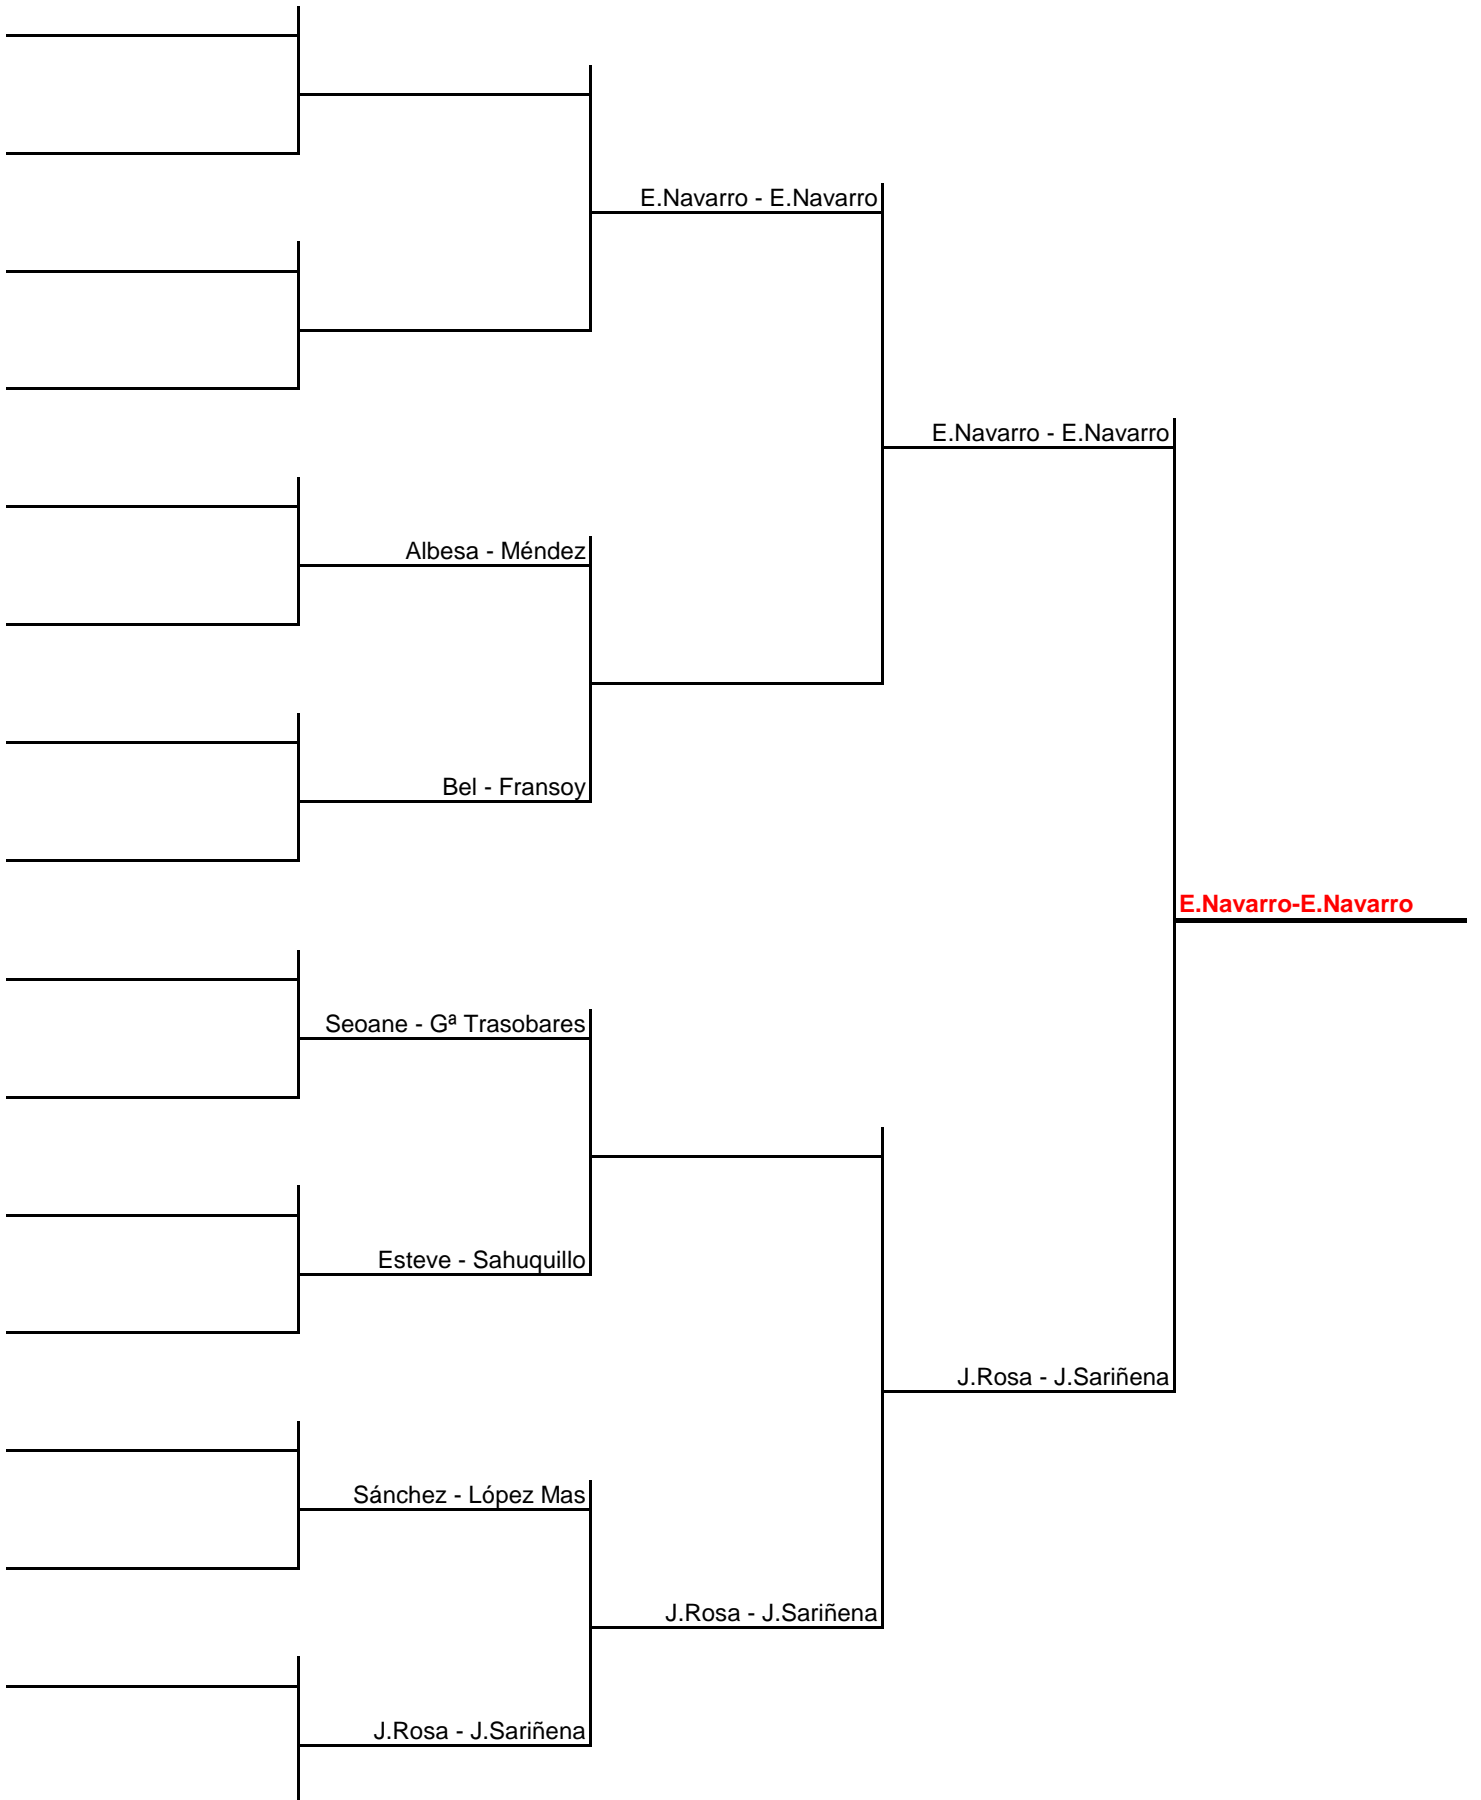 E.Navarro - E.Navarro
E.Navarro - E.Navarro
Albesa - Méndez
Bel - Fransoy
E.Navarro-E.Navarro
Seoane - Gª Trasobares
Esteve - Sahuquillo
J.Rosa - J.Sariñena
Sánchez - López Mas
J.Rosa - J.Sariñena
J.Rosa - J.Sariñena